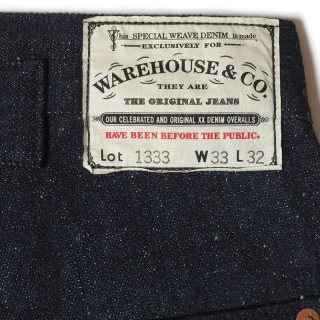 This SPECIAL WEAVE DENIM is made
EXCLUSIVELY FOR
WAREHOUSE & CO.
THEY ARE
THE ORIGINAL JEANS
OUR CELEBRATED AND ORIGINAL XX DENIM OVERALLS
HAVE BEEN BEFORE THE PUBLIC.
Lot 1333 W33 L32